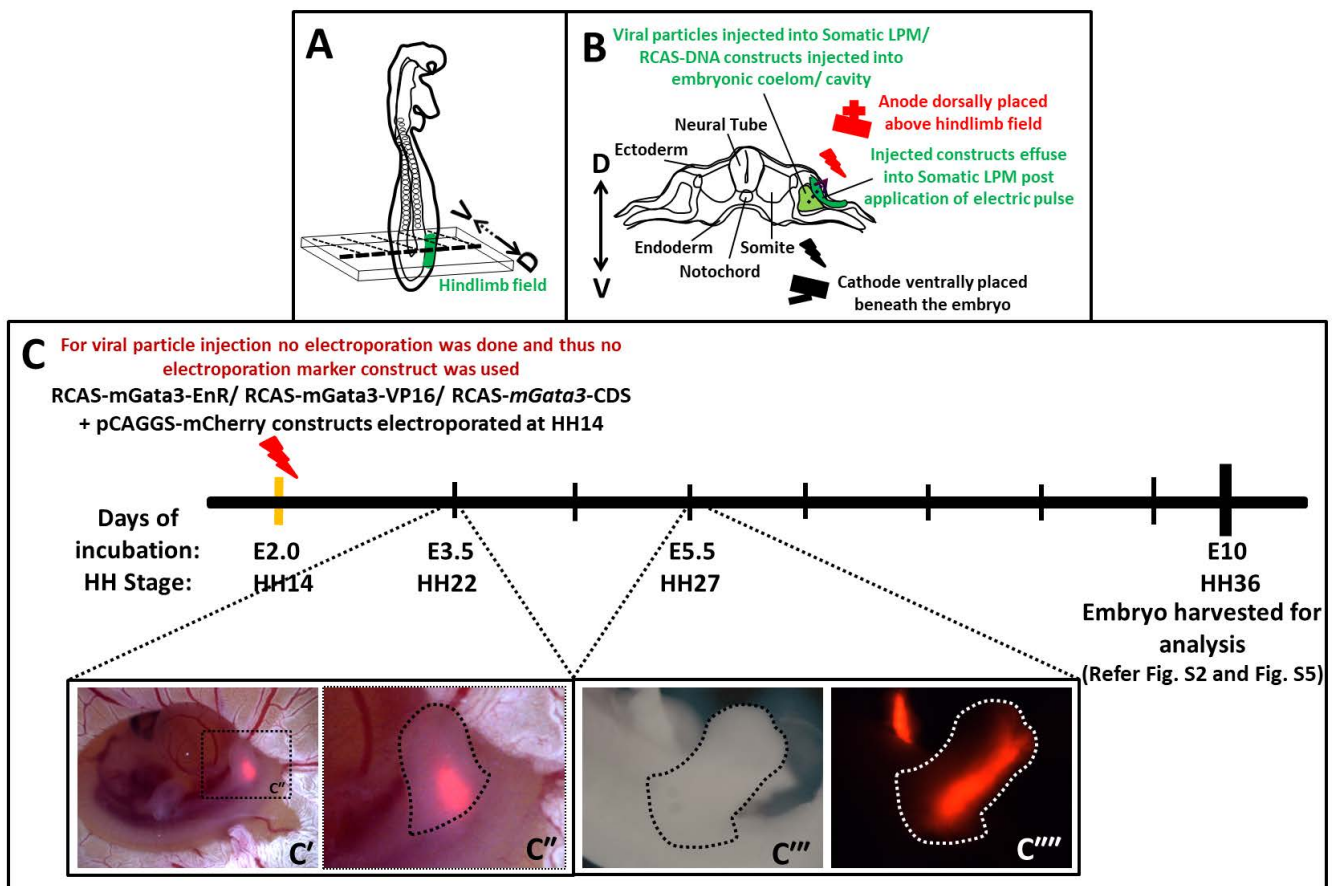 A
V
D
Hindlimb field
B
Viral particles injected into Somatic LPM/
RCAS-DNA constructs injected into
embryonic coelom/ cavity
Anode dorsally placed
above hindlimb field
Neural Tube
Ectoderm
D
Injected constructs effuse
into Somatic LPM post
application of electric pulse
Endoderm
Somite
Notochord
V
Cathode ventrally placed
beneath the embryo
C
For viral particle injection no electroporation was done and thus no
electroporation marker construct was used
RCAS-mGata3-EnR/ RCAS-mGata3-VP16/ RCAS-mGata3-CDS
+ pCAGGS-mCherry constructs electroporated at HH14
Days of
incubation:
HH Stage:
E2.0
HH14
E3.5
HH22
E5.5
HH27
E10
HH36
Embryo harvested for
analysis
(Refer Fig. S2 and Fig. S5)
C″
C′
C″
C‴
C⁗